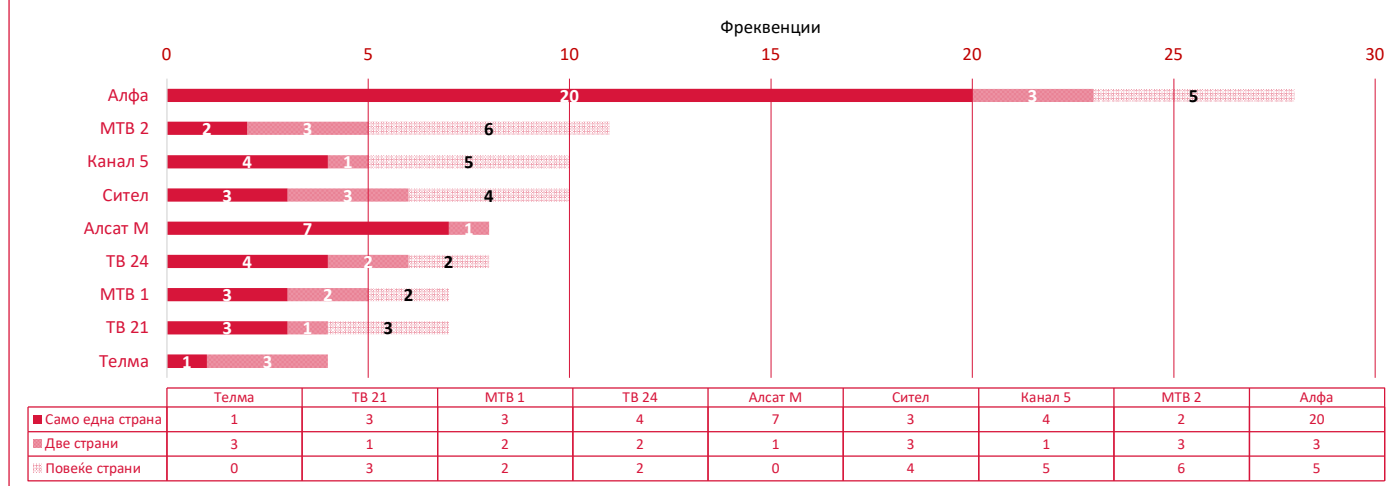 Фреквенции
0 5 10 15 20 25 30
Алфа 20 3 5
МТВ 2 2 3 6
Канал 5 4 1 5
Сител 3 3 4
Алсат М 7 1
ТВ 24 4 2 2
МТВ 1 3 2 2
ТВ 21 3 1 3
Телма 1 3
Телма ТВ 21 МТВ 1 ТВ 24 Алсат М Сител Канал 5 МТВ 2 Алфа
Само една страна 1 3 3 4 7 3 4 2 20
Две страни 3 1 2 2 1 3 1 3 3
Повеќе страни 0 3 2 2 0 4 5 6 5